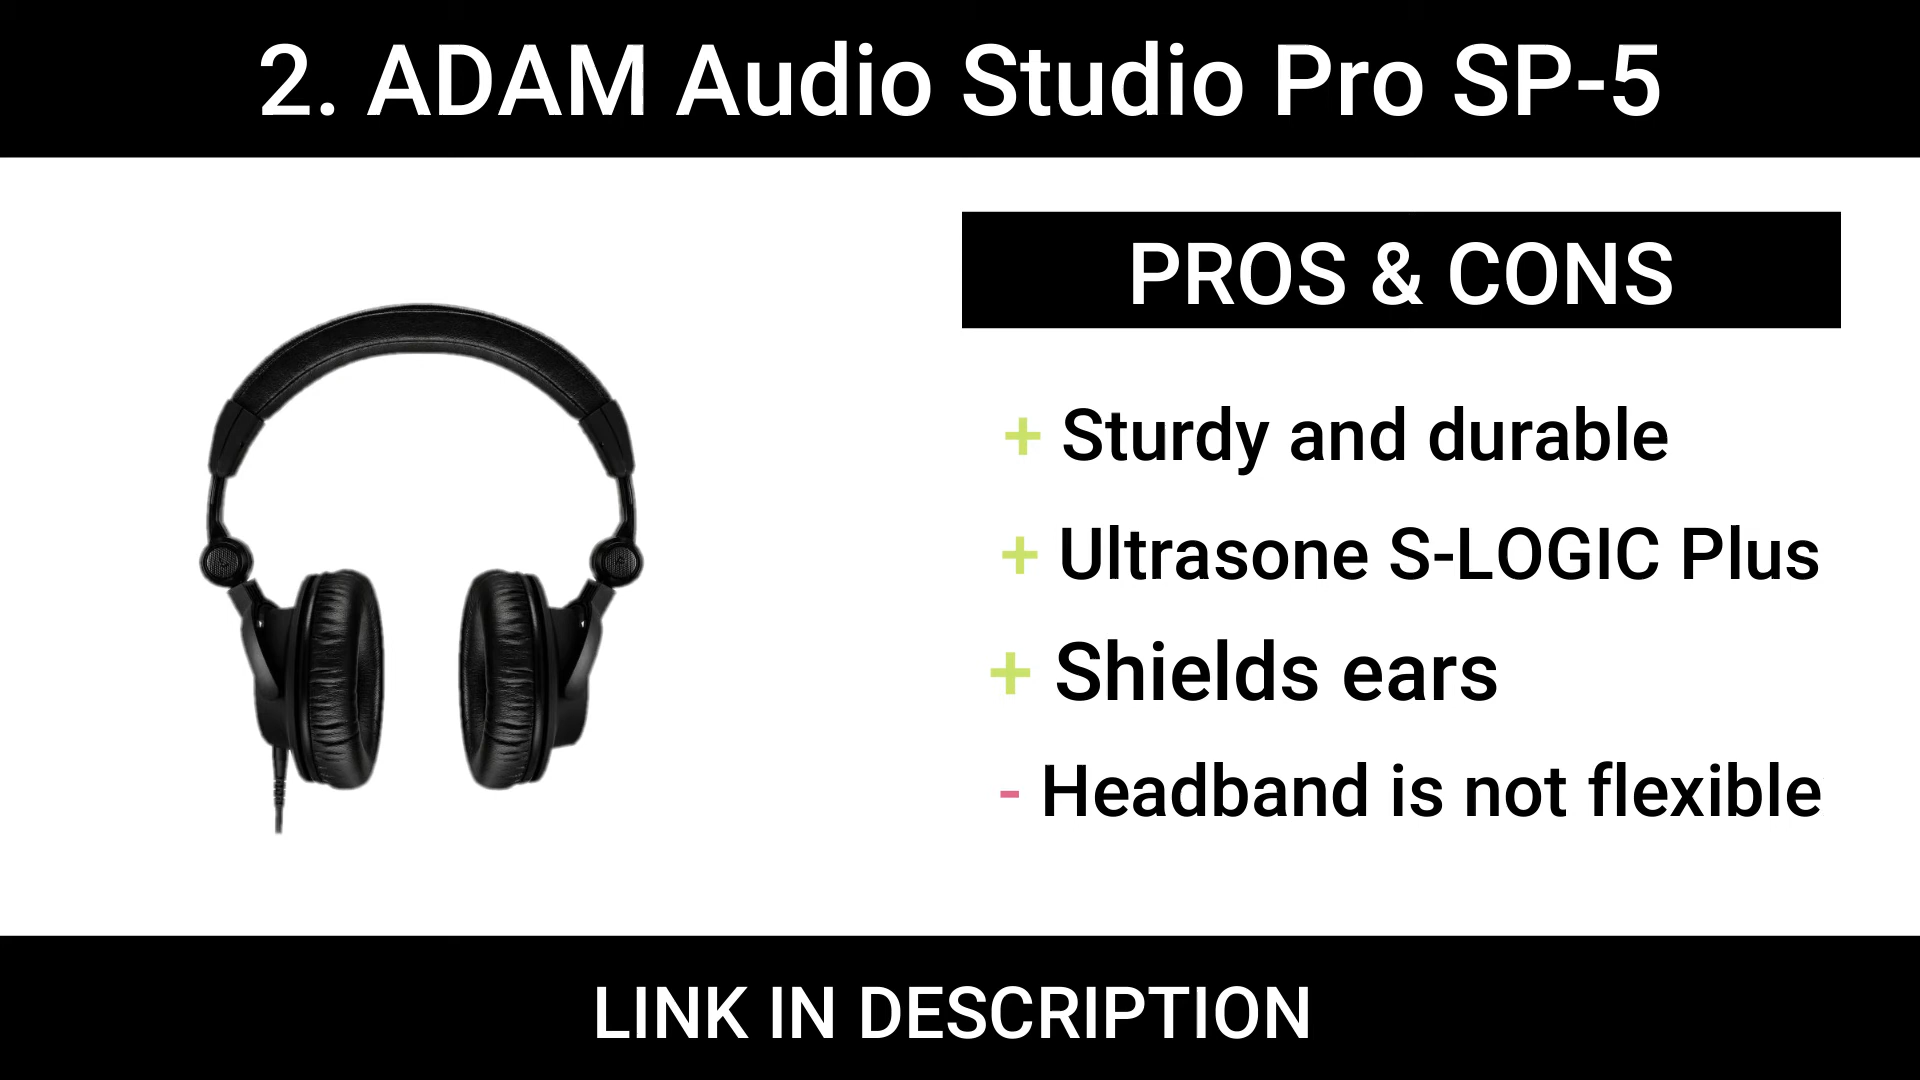 2. ADAM Audio Studio Pro SP-5
PROS & CONS
+ Sturdy and durable
+ Ultrasone S-LOGIC Plus
+ Shields ears
- Headband is not flexible
LINK IN DESCRIPTION